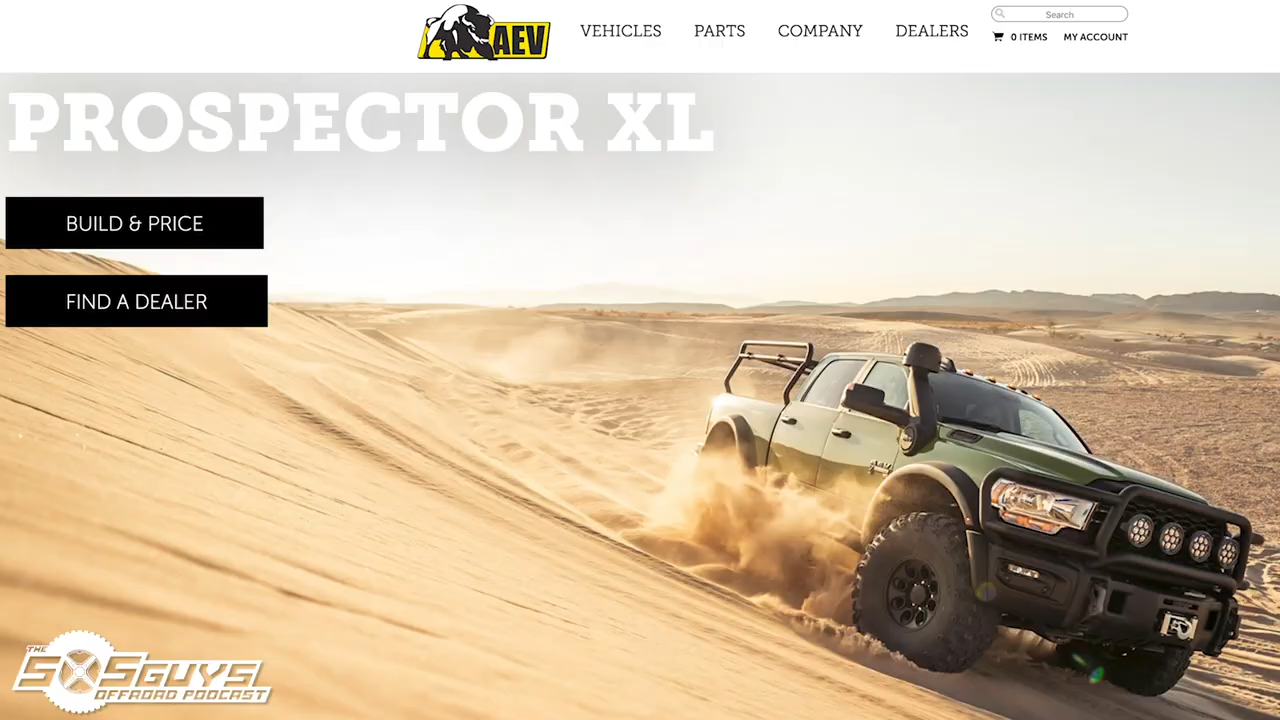 AEV
VEHICLES
PARTS
COMPANY
DEALERS
Search
0 ITEMS
MY ACCOUNT
PROSPECTOR XL
BUILD & PRICE
FIND A DEALER
THE
SXSGUYS
OFFROAD PODCAST